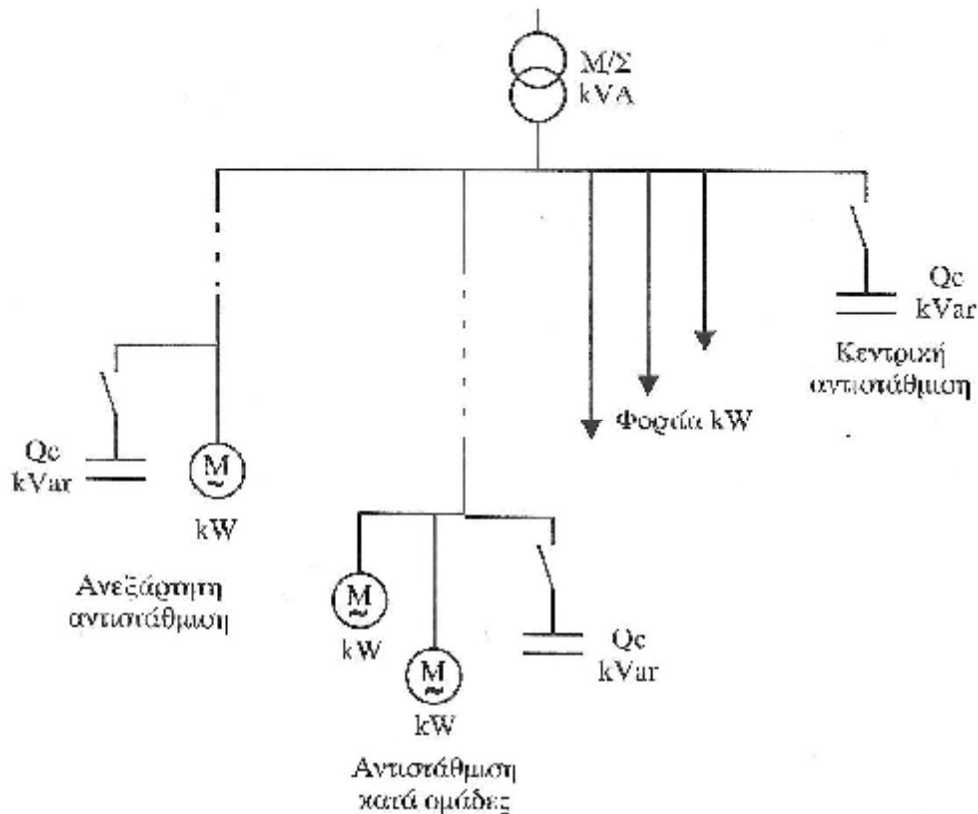 Μ/Σ
kVA
Qc
kVar
Κεντρική
αντιστάθμιση
Φορτία kW
Qc
kVar
M
~
kW
Ανεξάρτητη
αντιστάθμιση
M
~
kW
M
~
kW
Qc
kVar
Αντιστάθμιση
κατά ομάδες